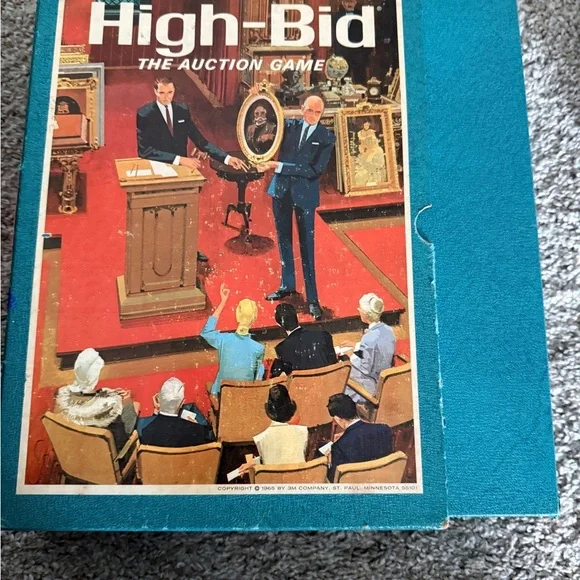 High-Bid
THE AUCTION GAME
COPYRIGHT © 1965 BY 3M COMPANY, ST. PAUL, MINNESOTA 55101